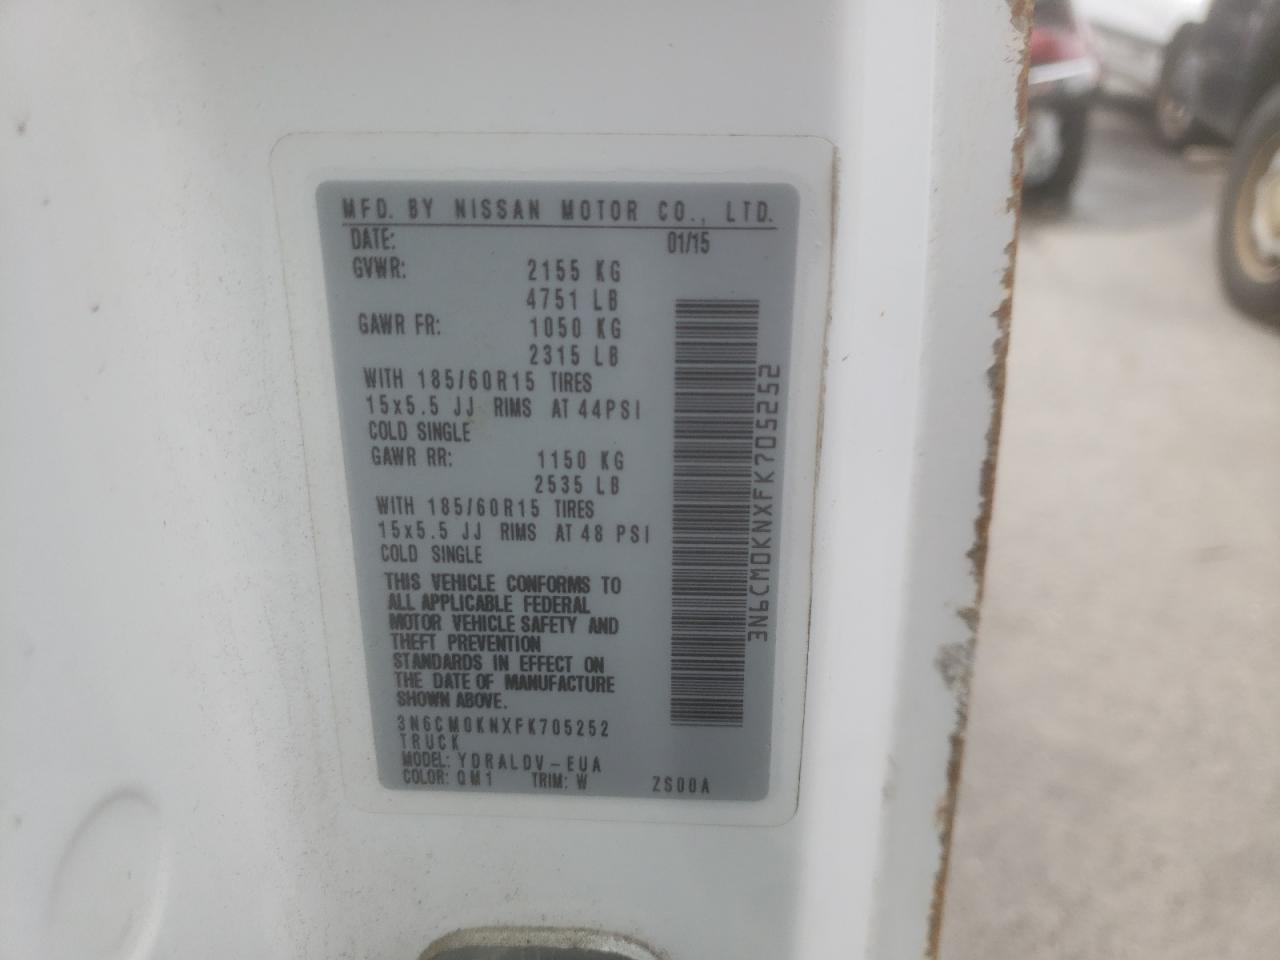 MFD. BY NISSAN MOTOR CO., LTD.
DATE: 01/15
GVWR: 2155 KG
4751 LB
GAWR FR: 1050 KG
2315 LB
WITH 185/60R15 TIRES
15x5.5 JJ RIMS AT 44PSI
COLD SINGLE
GAWR RR: 1150 KG
2535 LB
WITH 185/60R15 TIRES
15x5.5 JJ RIMS AT 48 PSI
COLD SINGLE
THIS VEHICLE CONFORMS TO
ALL APPLICABLE FEDERAL
MOTOR VEHICLE SAFETY AND
THEFT PREVENTION
STANDARDS IN EFFECT ON
THE DATE OF MANUFACTURE
SHOWN ABOVE.
3N6CM0KNXFK705252
TRUCK
MODEL: YDRALDV-EUA
COLOR: QM1 TRIM: W ZS00A
3N6CM0KNXFK705252